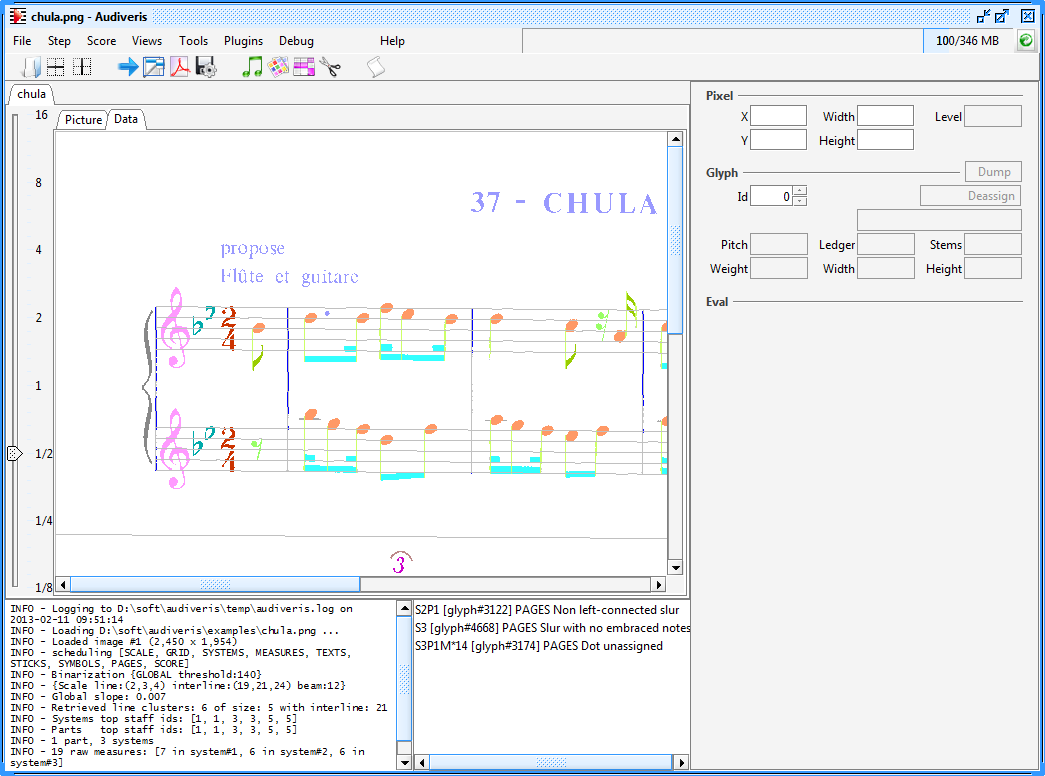 chula.png - Audiveris
File Step Score Views Tools Plugins Debug Help
100/346 MB
chula
Picture Data
16
8
4
2
1
1/2
1/4
1/8
37 - CHULA
propose
Flûte et guitare
2
4
2
4
3
Pixel
X Width Level
Y Height
Glyph Dump
Id 0 Deassign
Pitch Ledger Stems
Weight Width Height
Eval
INFO - Logging to D:\soft\audiveris\temp\audiveris.log on
2013-02-11 09:51:14
INFO - Loading D:\soft\audiveris\examples\chula.png ...
INFO - Loaded image #1 (2,450 x 1,954)
INFO - scheduling [SCALE, GRID, SYSTEMS, MEASURES, TEXTS,
STICKS, SYMBOLS, PAGES, SCORE]
INFO - Binarization {GLOBAL threshold:140}
INFO - {Scale line:(2,3,4) interline:(19,21,24) beam:12}
INFO - Global slope: 0.007
INFO - Retrieved line clusters: 6 of size: 5 with interline: 21
INFO - Systems top staff ids: [1, 1, 3, 3, 5, 5]
INFO - Parts top staff ids: [1, 1, 3, 3, 5, 5]
INFO - 1 part, 3 systems
INFO - 19 raw measures: [7 in system#1, 6 in system#2, 6 in
system#3]
S2P1 [glyph#3122] PAGES Non left-connected slur
S3 [glyph#4668] PAGES Slur with no embraced notes
S3P1M*14 [glyph#3174] PAGES Dot unassigned